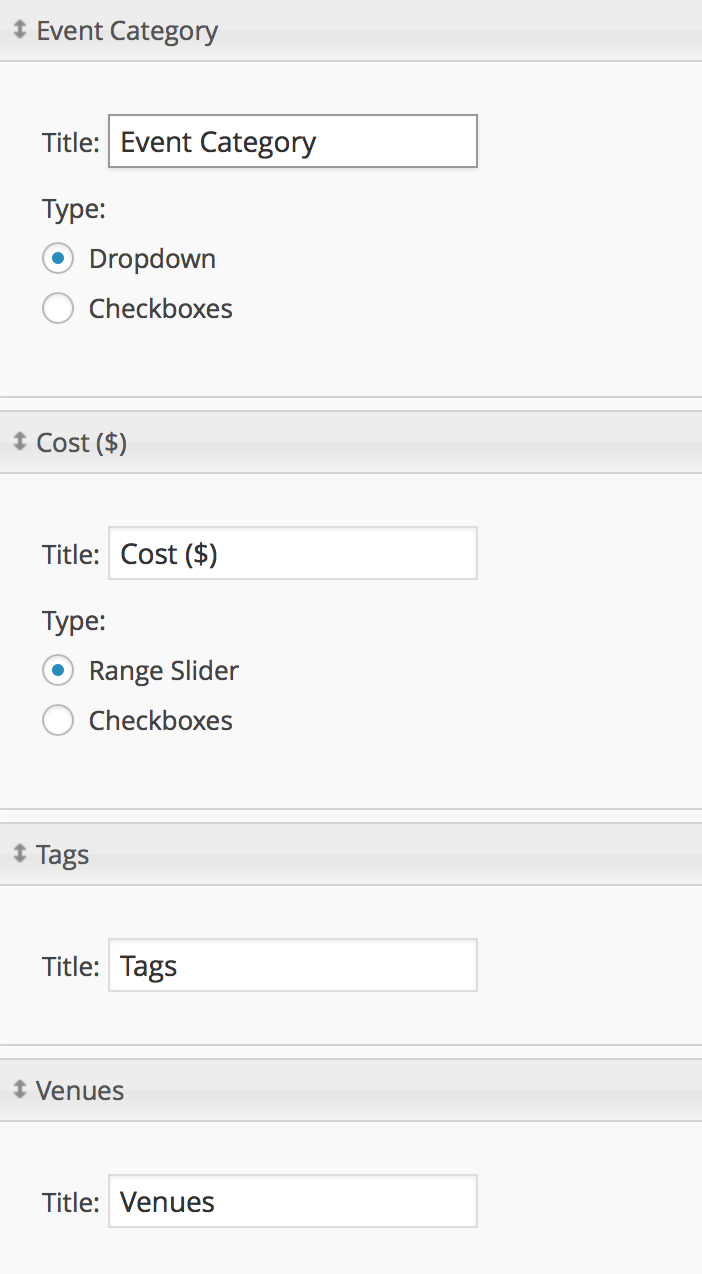 Event Category
Title: Event Category
Type:
Dropdown
Checkboxes
Cost ($)
Title: Cost ($)
Type:
Range Slider
Checkboxes
Tags
Title: Tags
Venues
Title: Venues